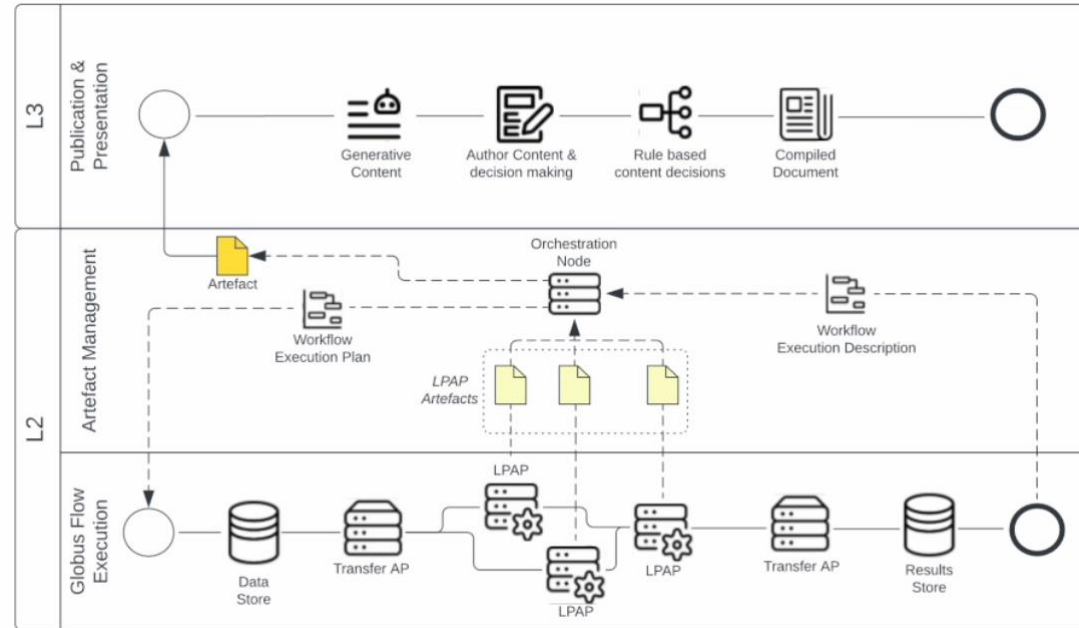 L3
Publication &
Presentation
Generative
Content
Author Content &
decision making
Rule based
content decisions
Compiled
Document
L2
Artefact Management
Artefact
Orchestration
Node
Workflow
Execution Plan
Workflow
Execution Description
LPAP
Artefacts
Globus Flow
Execution
Data
Store
Transfer AP
LPAP
LPAP
LPAP
Transfer AP
Results
Store